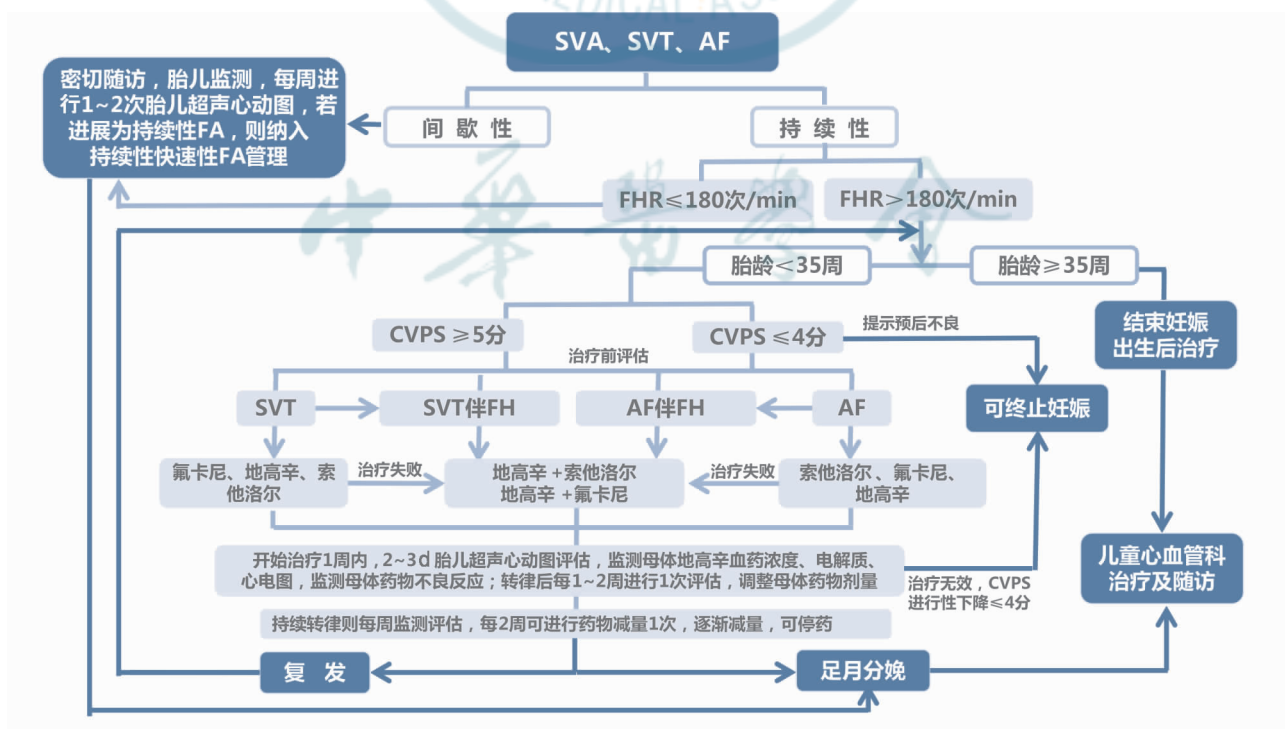 MEDICAL
SVA、SVT、AF
密切随访，胎儿监测，每周进
行1~2次胎儿超声心动图，若
进展为持续性FA，则纳入
持续性快速性FA管理
间歇性
持续性
FHR≤180次/min
FHR＞180次/min
中华医学会
胎龄＜35周
胎龄≥35周
CVPS ≥5分
CVPS ≤4分
提示预后不良
结束妊娠
出生后治疗
治疗前评估
SVT
SVT伴FH
AF伴FH
AF
可终止妊娠
氟卡尼、地高辛、索
他洛尔
治疗失败
地高辛 +索他洛尔
地高辛 +氟卡尼
治疗失败
索他洛尔、氟卡尼、
地高辛
开始治疗1周内，2~3d 胎儿超声心动图评估，监测母体地高辛血药浓度、电解质、
心电图，监测母体药物不良反应；转律后每1~2周进行1次评估，调整母体药物剂量
治疗无效，CVPS
进行性下降≤4分
儿童心血管科
治疗及随访
持续转律则每周监测评估，每2周可进行药物减量1次，逐渐减量，可停药
复 发
足月分娩